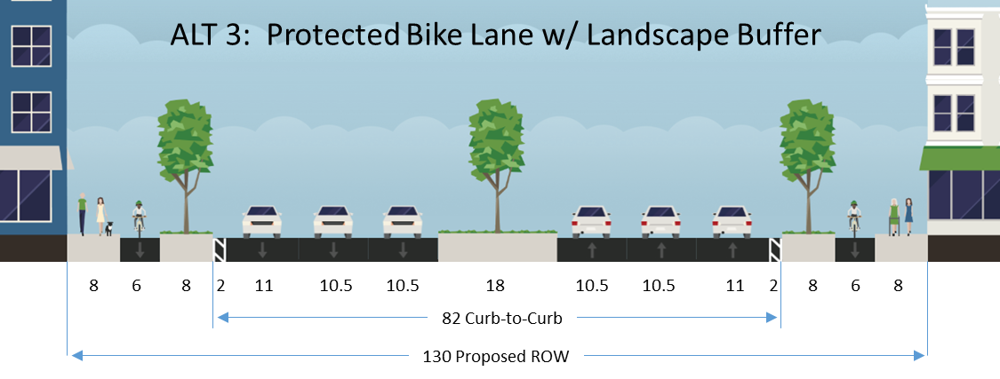 ALT 3: Protected Bike Lane w/ Landscape Buffer
8 6 8 2 11 10.5 10.5 18 10.5 10.5 11 2 8 6 8
82 Curb-to-Curb
130 Proposed ROW